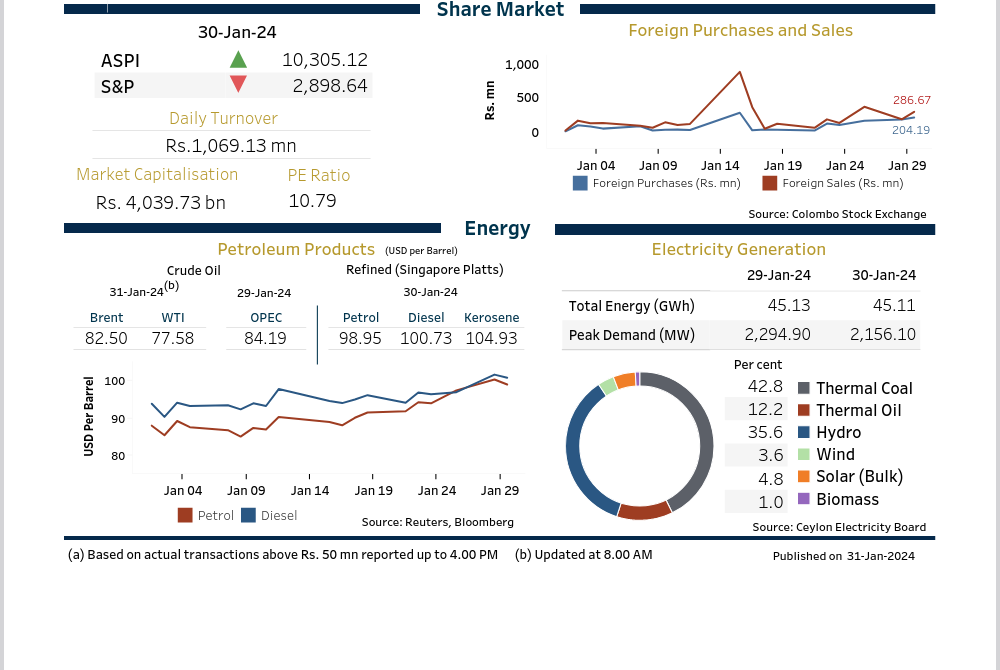 Share Market
30-Jan-24
ASPI 10,305.12
S&P 2,898.64
Daily Turnover
Rs.1,069.13 mn
Market Capitalisation PE Ratio
Rs. 4,039.73 bn 10.79
Foreign Purchases and Sales
Rs. mn
1,000
500
0
286.67
204.19
Jan 04 Jan 09 Jan 14 Jan 19 Jan 24 Jan 29
Foreign Purchases (Rs. mn) Foreign Sales (Rs. mn)
Source: Colombo Stock Exchange
Energy
Petroleum Products (USD per Barrel)
Crude Oil Refined (Singapore Platts)
31-Jan-24(b) 29-Jan-24 30-Jan-24
Brent WTI OPEC Petrol Diesel Kerosene
82.50 77.58 84.19 98.95 100.73 104.93
USD Per Barrel
100
90
80
Jan 04 Jan 09 Jan 14 Jan 19 Jan 24 Jan 29
Petrol Diesel
Source: Reuters, Bloomberg
Electricity Generation
29-Jan-24 30-Jan-24
Total Energy (GWh) 45.13 45.11
Peak Demand (MW) 2,294.90 2,156.10
Per cent
42.8 Thermal Coal
12.2 Thermal Oil
35.6 Hydro
3.6 Wind
4.8 Solar (Bulk)
1.0 Biomass
Source: Ceylon Electricity Board
(a) Based on actual transactions above Rs. 50 mn reported up to 4.00 PM (b) Updated at 8.00 AM Published on 31-Jan-2024